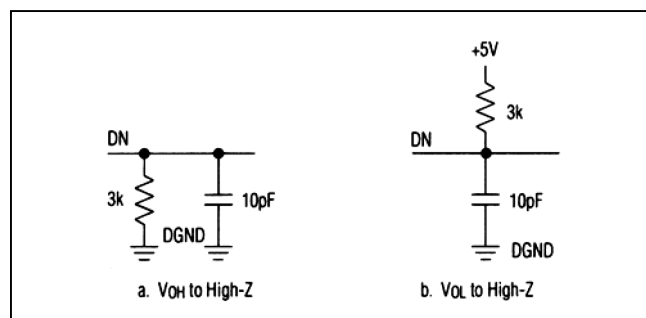 DN
3k
10pF
DGND
a. VOH to High-Z
+5V
3k
DN
10pF
DGND
b. VOL to High-Z